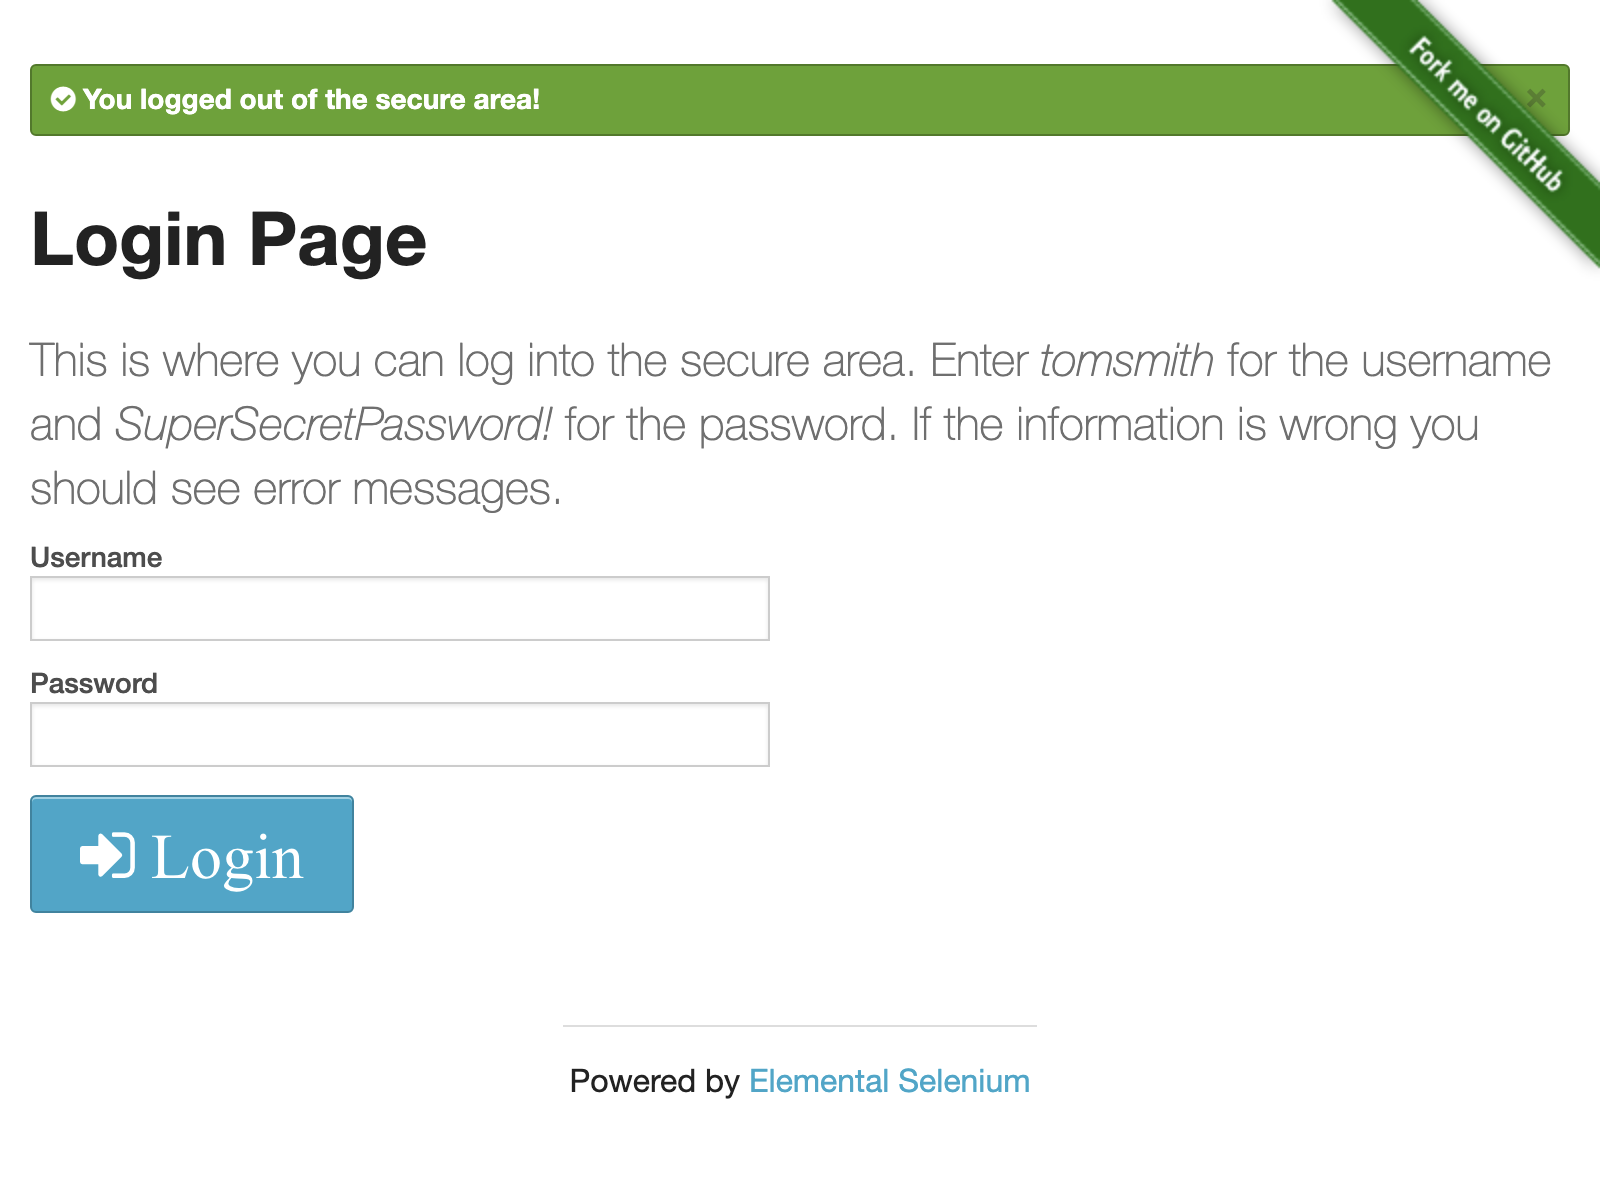 You logged out of the secure area!
×
Fork me on GitHub
Login Page
This is where you can log into the secure area. Enter tomsmith for the username
and SuperSecretPassword! for the password. If the information is wrong you
should see error messages.
Username
Password
Login
Powered by Elemental Selenium